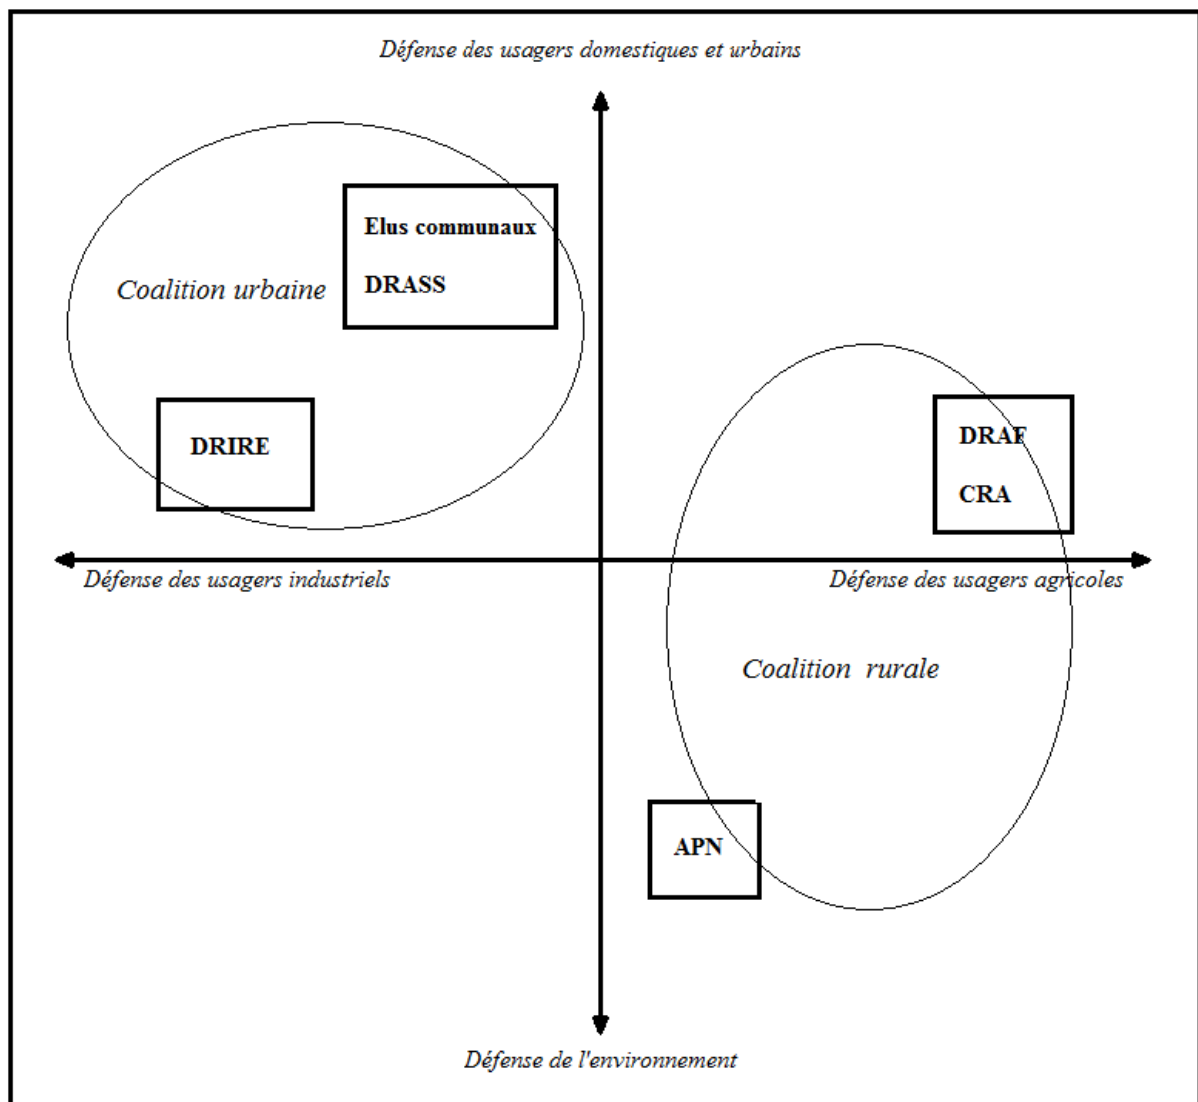 Défense des usagers domestiques et urbains
Elus communaux
DRASS
Coalition urbaine
DRIRE
DRAF
CRA
Défense des usagers industriels
Défense des usagers agricoles
Coalition rurale
APN
Défense de l'environnement